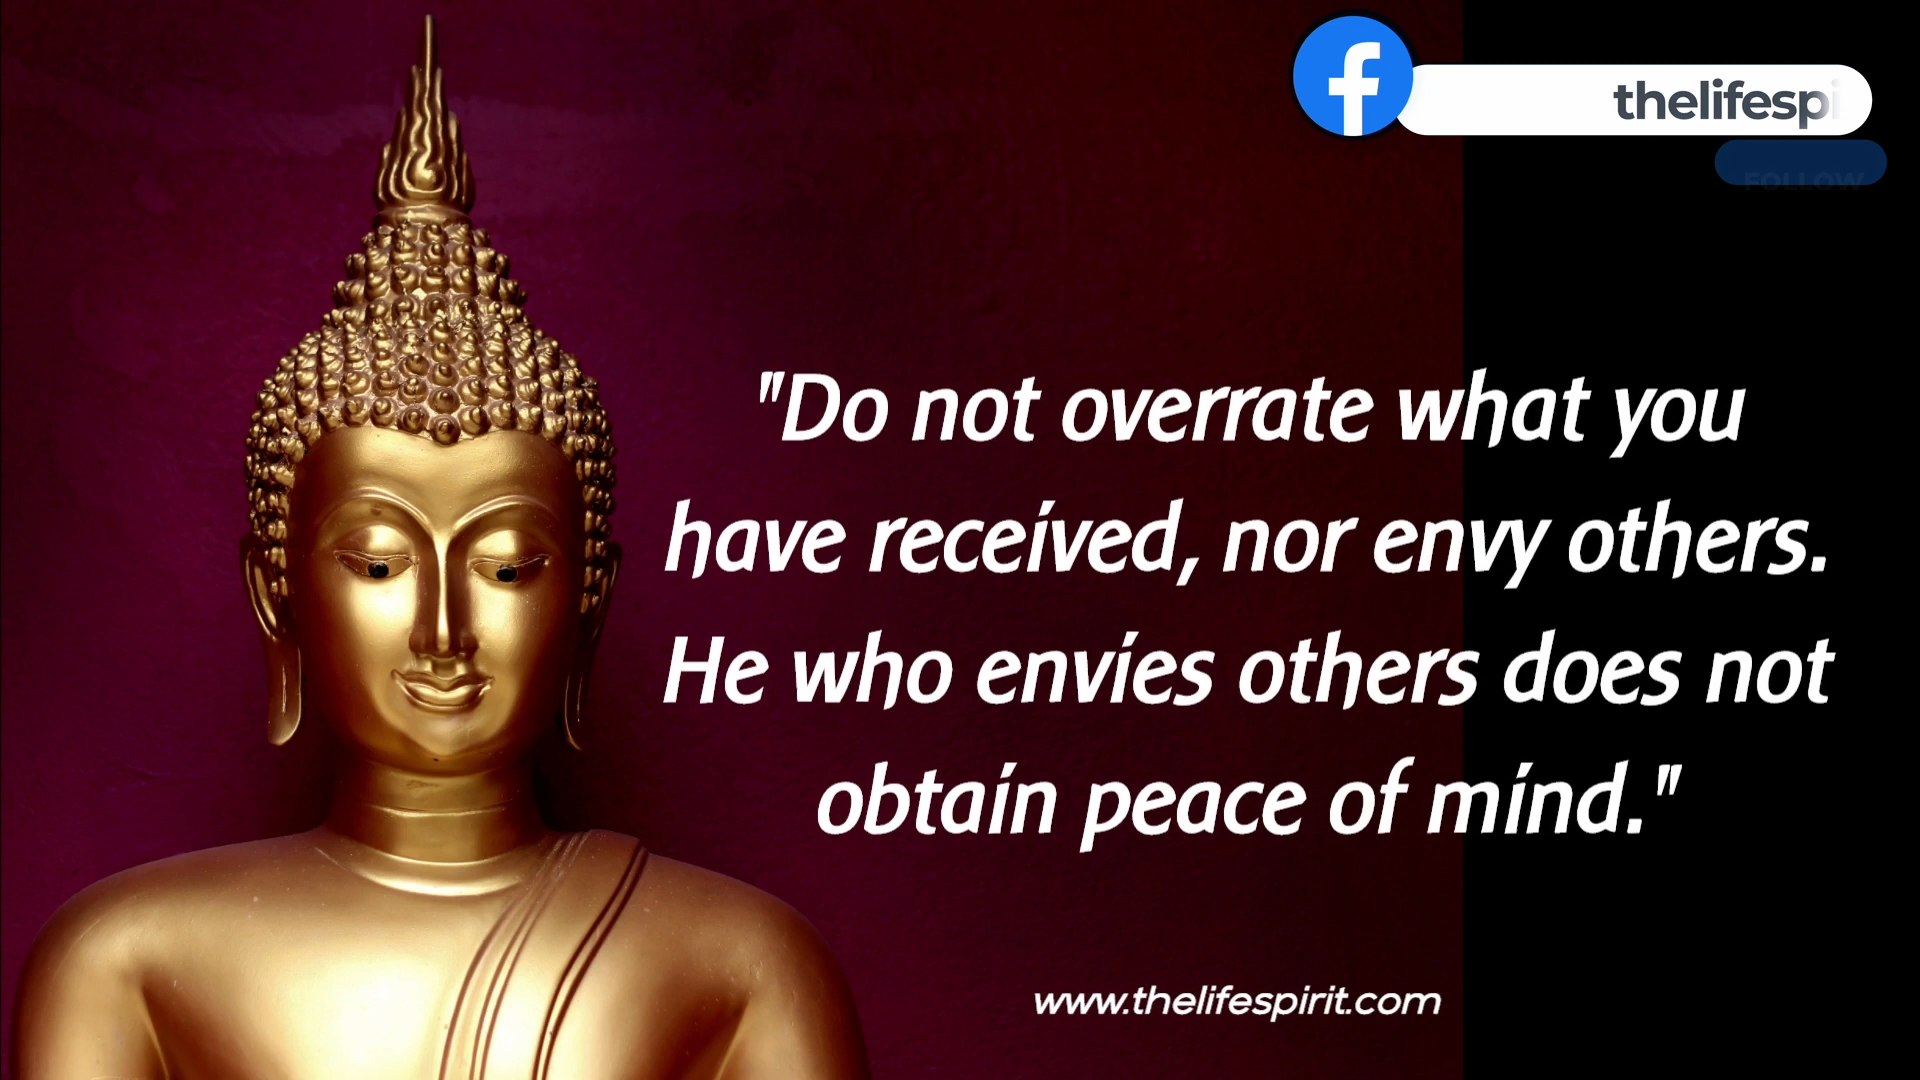 thelifespi
FOLLOW
"Do not overrate what you
have received, nor envy others.
He who envies others does not
obtain peace of mind."
www.thelifespirit.com